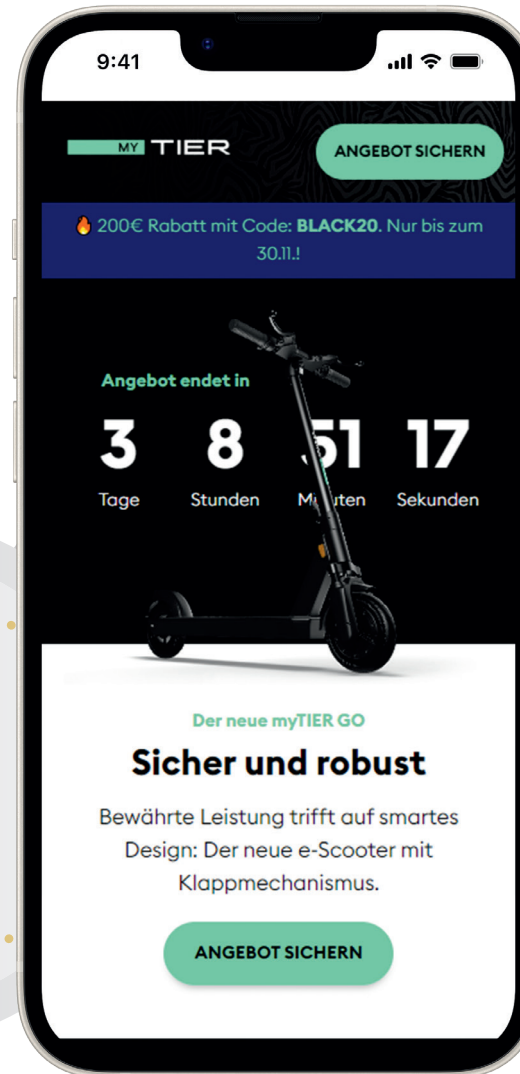 9:41
MY TIER
ANGEBOT SICHERN
🔥 200€ Rabatt mit Code: BLACK20. Nur bis zum
30.11.!
Angebot endet in
3 8 51 17
Tage Stunden Minuten Sekunden
Der neue myTIER GO
Sicher und robust
Bewährte Leistung trifft auf smartes
Design: Der neue e-Scooter mit
Klappmechanismus.
ANGEBOT SICHERN